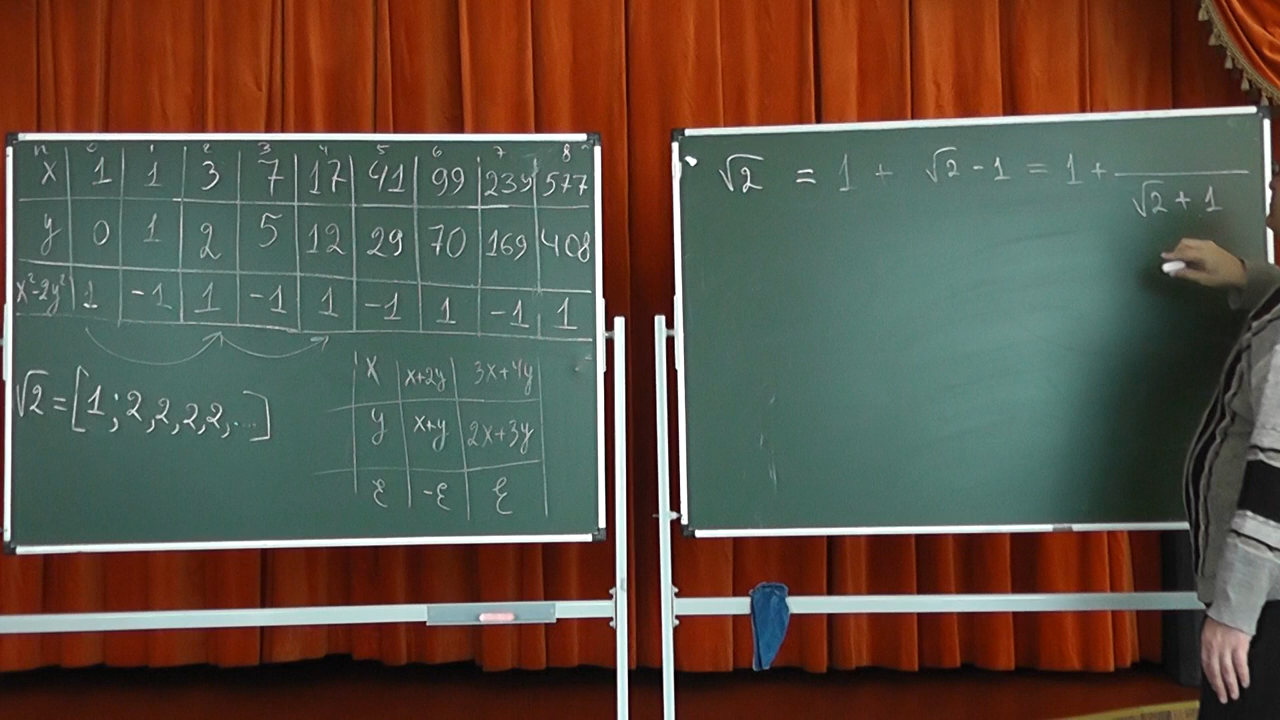 n 0 1 2 3 4 5 6 7 8
x 1 1 3 7 17 41 99 239 577
y 0 1 2 5 12 29 70 169 408
x²-2y² 1 -1 1 -1 1 -1 1 -1 1
√2=[1;2,2,2,2,...]
x x+2y 3x+4y
y x+y 2x+3y
ε -ε ε
√2 = 1 + √2-1 = 1+
√2+1